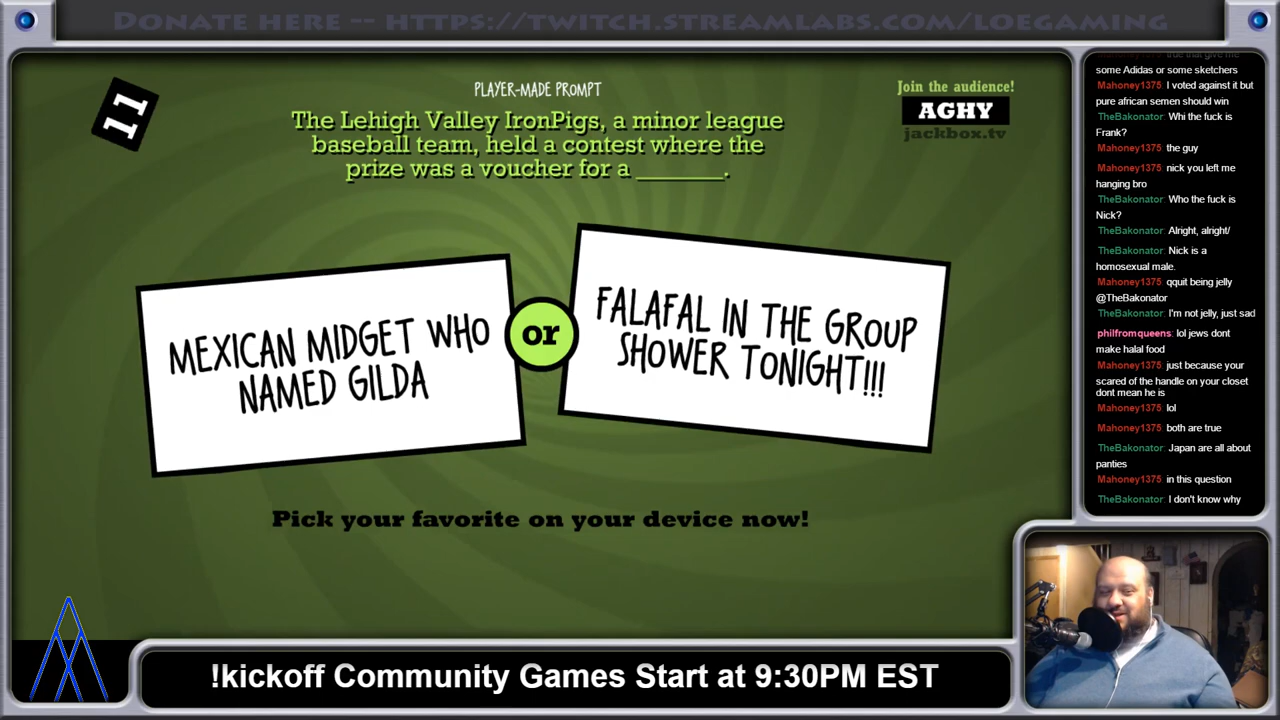 Donate here -- https://twitch.streamlabs.com/loegaming
11
PLAYER-MADE PROMPT
The Lehigh Valley IronPigs, a minor league
baseball team, held a contest where the
prize was a voucher for a _______.
Join the audience!
AGHY
jackbox.tv
MEXICAN MIDGET WHO
NAMED GILDA
or
FALAFAL IN THE GROUP
SHOWER TONIGHT!!!
Pick your favorite on your device now!
!kickoff Community Games Start at 9:30PM EST
some Adidas or some sketchers
Mahoney1375: I voted against it but
pure african semen should win
TheBakonator: Whi the fuck is
Frank?
Mahoney1375: the guy
Mahoney1375: nick you left me
hanging bro
TheBakonator: Who the fuck is
Nick?
TheBakonator: Alright, alright/
TheBakonator: Nick is a
homosexual male.
Mahoney1375: qquit being jelly
@TheBakonator
TheBakonator: I'm not jelly, just sad
philfromqueens: lol jews dont
make halal food
Mahoney1375: just because your
scared of the handle on your closet
dont mean he is
Mahoney1375: lol
Mahoney1375: both are true
TheBakonator: Japan are all about
panties
Mahoney1375: in this question
TheBakonator: I don't know why